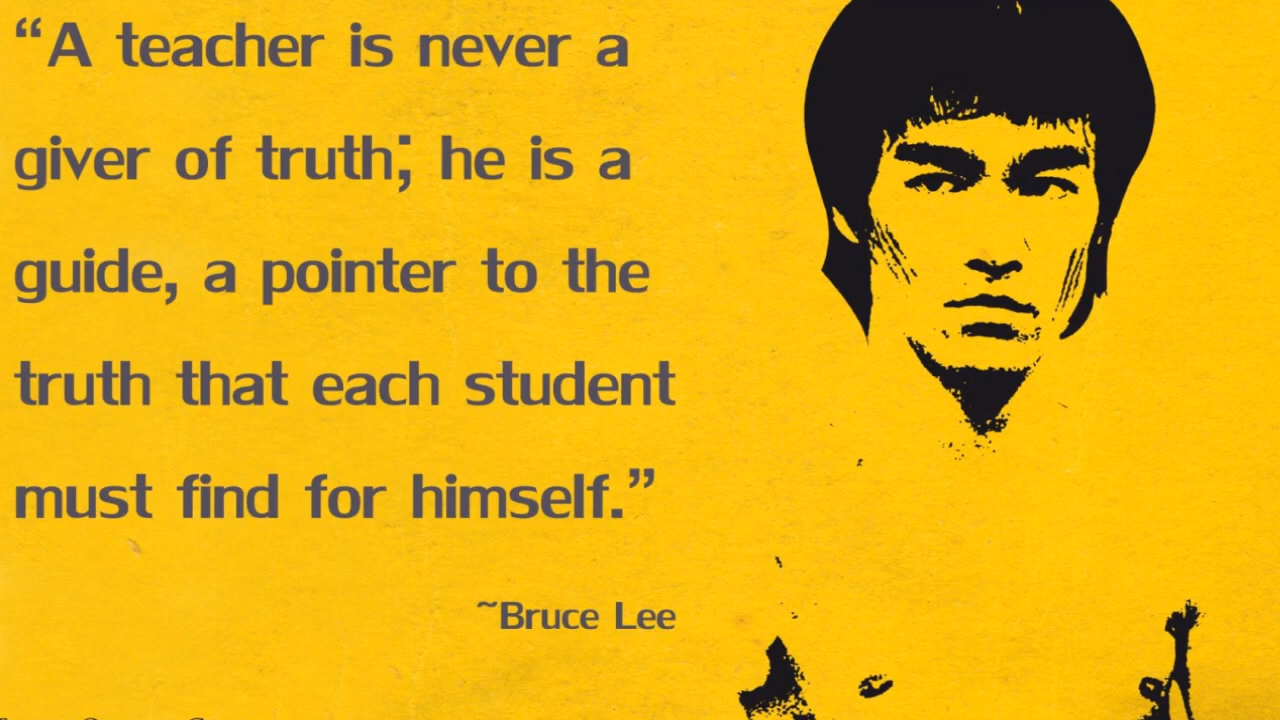 “A teacher is never a
giver of truth; he is a
guide, a pointer to the
truth that each student
must find for himself.”
~Bruce Lee